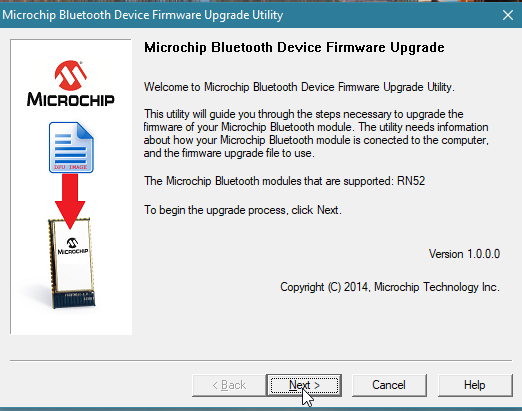 Microchip Bluetooth Device Firmware Upgrade Utility
Microchip Bluetooth Device Firmware Upgrade
MICROCHIP
Welcome to Microchip Bluetooth Device Firmware Upgrade Utility.
This utility will guide you through the steps necessary to upgrade the
firmware of your Microchip Bluetooth module. The utility needs information
about how your Microchip Bluetooth module is conected to the computer,
and the firmware upgrade file to use.
DFU IMAGE
The Microchip Bluetooth modules that are supported: RN52
To begin the upgrade process, click Next.
MICROCHIP
Version 1.0.0.0
Copyright (C) 2014, Microchip Technology Inc.
< Back
Next >
Cancel
Help